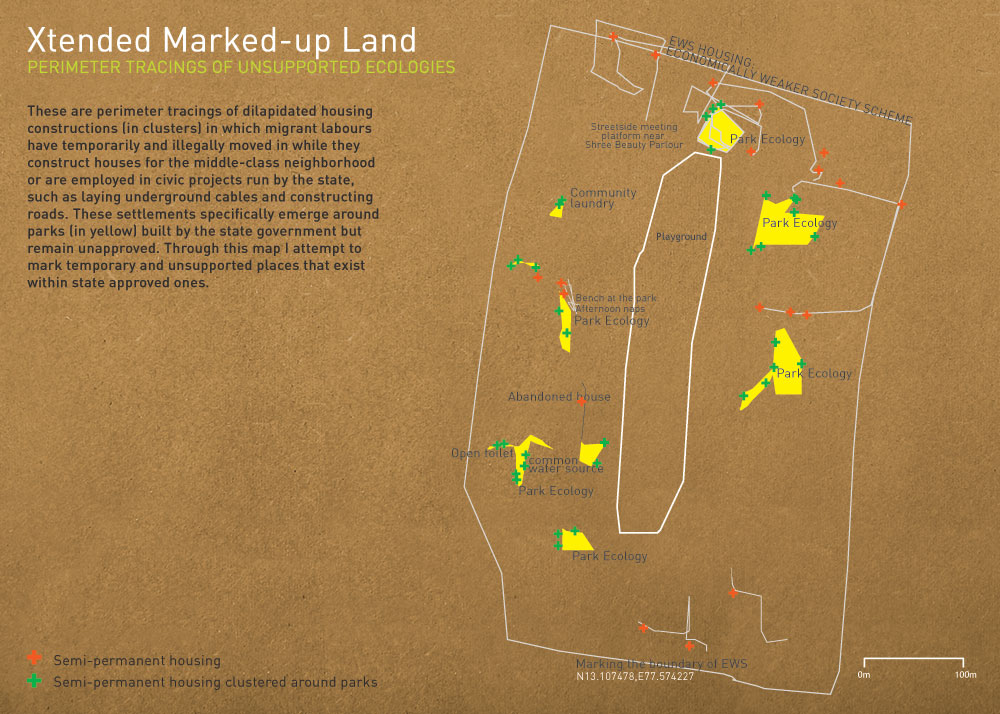 Xtended Marked-up Land
PERIMETER TRACINGS OF UNSUPPORTED ECOLOGIES
These are perimeter tracings of dilapidated housing
constructions (in clusters) in which migrant labours
have temporarily and illegally moved in while they
construct houses for the middle-class neighborhood
or are employed in civic projects run by the state,
such as laying underground cables and constructing
roads. These settlements specifically emerge around
parks (in yellow) built by the state government but
remain unapproved. Through this map I attempt to
mark temporary and unsupported places that exist
within state approved ones.
EWS HOUSING:
ECONOMICALLY WEAKER SOCIETY SCHEME
Streetside meeting
platform near
Shree Beauty Parlour
Park Ecology
Community
laundry
Park Ecology
Playground
Bench at the park
Afternoon naps
Park Ecology
Park Ecology
Abandoned house
Open toilet
common
water source
Park Ecology
Park Ecology
Marking the boundary of EWS
N13.107478,E77.574227
Semi-permanent housing
Semi-permanent housing clustered around parks
0m
100m